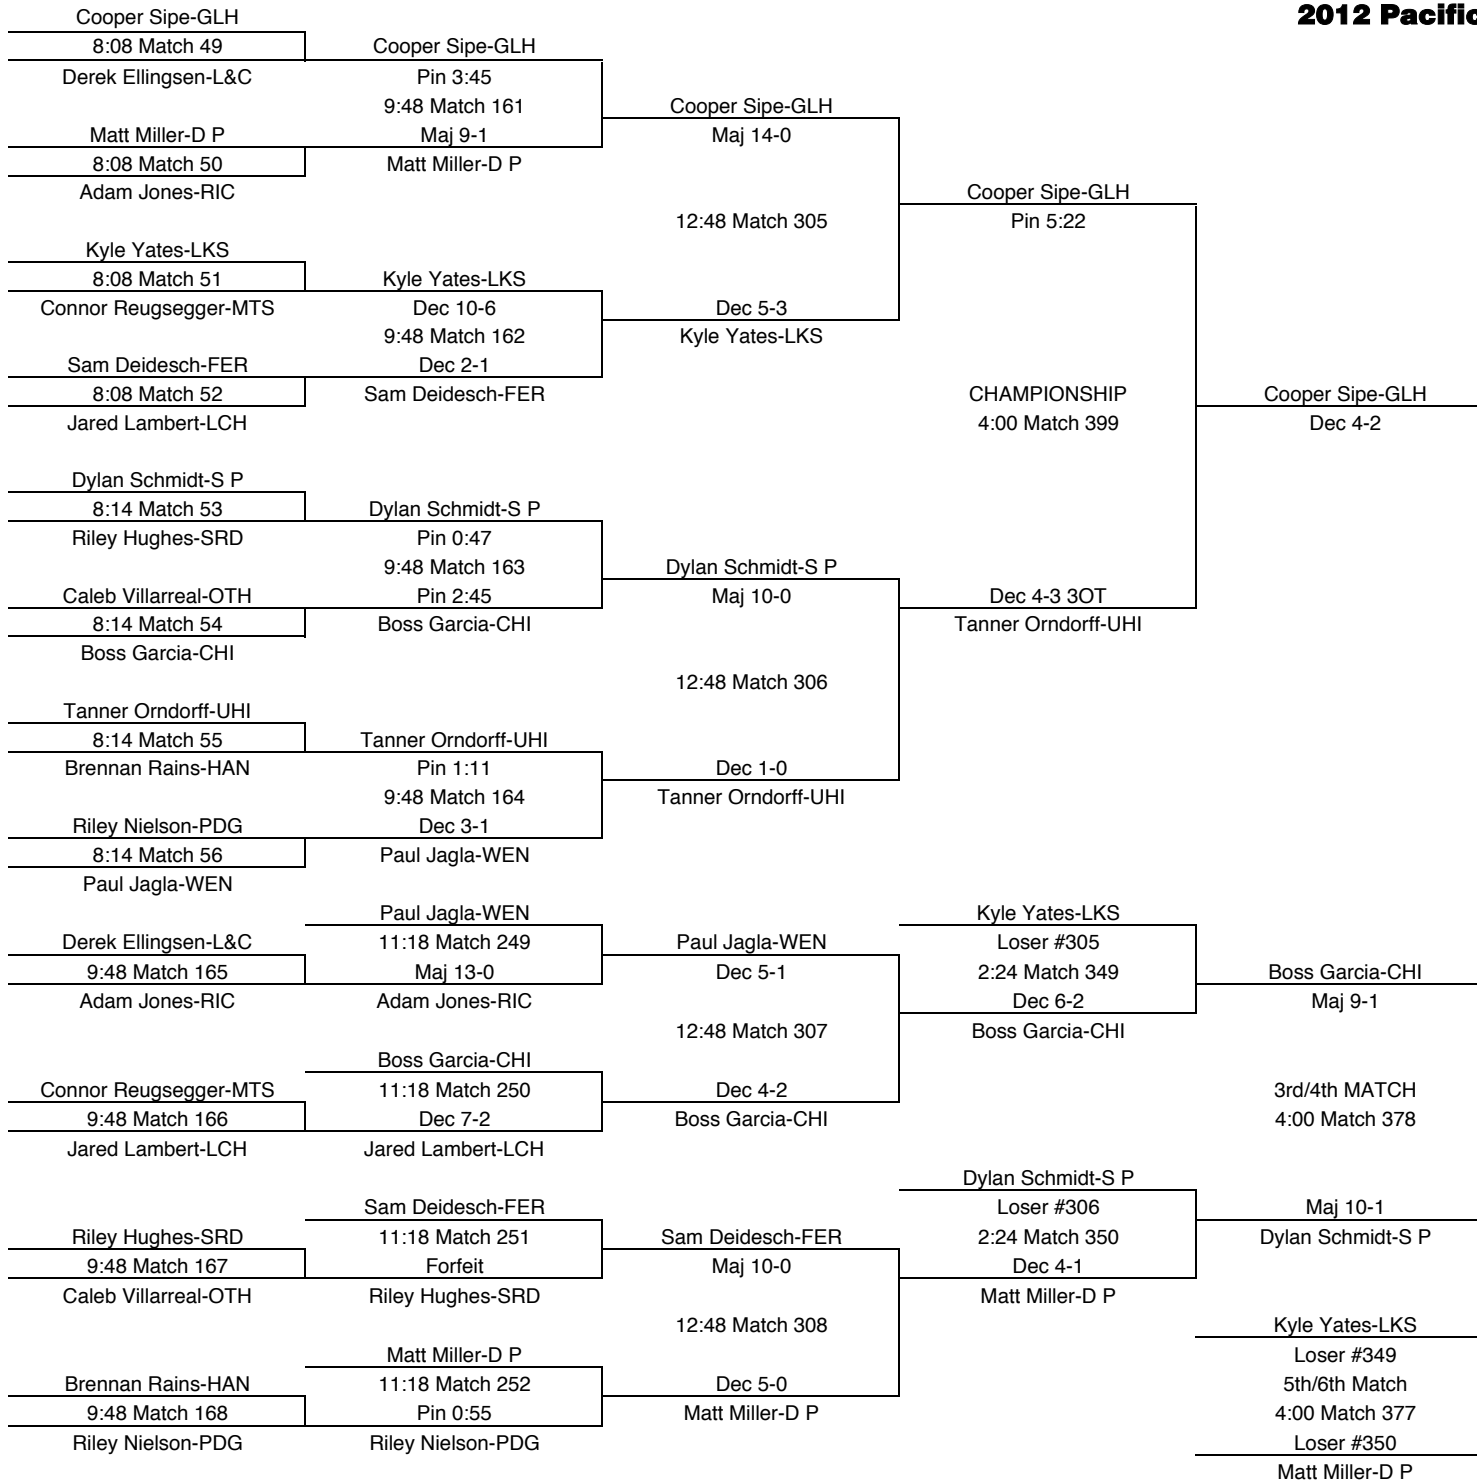 2012 Pacific
Cooper Sipe-GLH
8:08 Match 49
Derek Ellingsen-L&C
Matt Miller-D P
8:08 Match 50
Adam Jones-RIC
Kyle Yates-LKS
8:08 Match 51
Connor Reugsegger-MTS
Sam Deidesch-FER
8:08 Match 52
Jared Lambert-LCH
Dylan Schmidt-S P
8:14 Match 53
Riley Hughes-SRD
Caleb Villarreal-OTH
8:14 Match 54
Boss Garcia-CHI
Tanner Orndorff-UHI
8:14 Match 55
Brennan Rains-HAN
Riley Nielson-PDG
8:14 Match 56
Paul Jagla-WEN
Cooper Sipe-GLH
Pin 3:45
9:48 Match 161
Maj 9-1
Matt Miller-D P
Kyle Yates-LKS
Dec 10-6
9:48 Match 162
Dec 2-1
Sam Deidesch-FER
Dylan Schmidt-S P
Pin 0:47
9:48 Match 163
Pin 2:45
Boss Garcia-CHI
Tanner Orndorff-UHI
Pin 1:11
9:48 Match 164
Dec 3-1
Paul Jagla-WEN
Cooper Sipe-GLH
Maj 14-0
12:48 Match 305
Dec 5-3
Kyle Yates-LKS
Dylan Schmidt-S P
Maj 10-0
12:48 Match 306
Dec 1-0
Tanner Orndorff-UHI
Cooper Sipe-GLH
Pin 5:22
CHAMPIONSHIP
4:00 Match 399
Dec 4-3 3OT
Tanner Orndorff-UHI
Cooper Sipe-GLH
Dec 4-2
Derek Ellingsen-L&C
9:48 Match 165
Adam Jones-RIC
Connor Reugsegger-MTS
9:48 Match 166
Jared Lambert-LCH
Riley Hughes-SRD
9:48 Match 167
Caleb Villarreal-OTH
Brennan Rains-HAN
9:48 Match 168
Riley Nielson-PDG
Paul Jagla-WEN
11:18 Match 249
Maj 13-0
Adam Jones-RIC
Boss Garcia-CHI
11:18 Match 250
Dec 7-2
Jared Lambert-LCH
Sam Deidesch-FER
11:18 Match 251
Forfeit
Riley Hughes-SRD
Matt Miller-D P
11:18 Match 252
Pin 0:55
Riley Nielson-PDG
Paul Jagla-WEN
Dec 5-1
12:48 Match 307
Dec 4-2
Boss Garcia-CHI
Sam Deidesch-FER
Maj 10-0
12:48 Match 308
Dec 5-0
Matt Miller-D P
Kyle Yates-LKS
Loser #305
2:24 Match 349
Dec 6-2
Boss Garcia-CHI
Dylan Schmidt-S P
Loser #306
2:24 Match 350
Dec 4-1
Matt Miller-D P
Boss Garcia-CHI
Maj 9-1
3rd/4th MATCH
4:00 Match 378
Maj 10-1
Dylan Schmidt-S P
Kyle Yates-LKS
Loser #349
5th/6th Match
4:00 Match 377
Loser #350
Matt Miller-D P